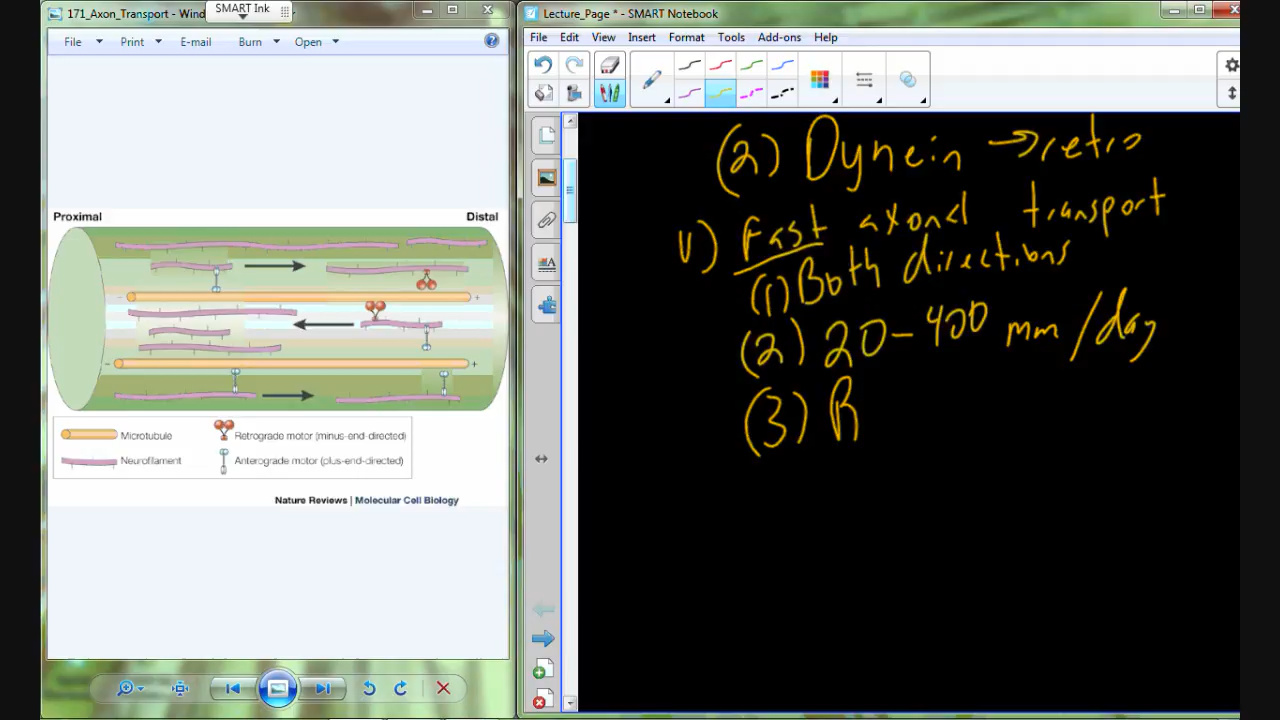 171_Axon_Transport - Wind
SMART Ink
File Print E-mail Burn Open
Proximal Distal
− +
− +
Microtubule
Retrograde motor (minus-end-directed)
Neurofilament
Anterograde motor (plus-end-directed)
Nature Reviews | Molecular Cell Biology
Lecture_Page * - SMART Notebook
File Edit View Insert Format Tools Add-ons Help
(2) Dynein → retro
v) Fast axonal transport
(1) Both directions
(2) 20-400 mm/day
(3) R